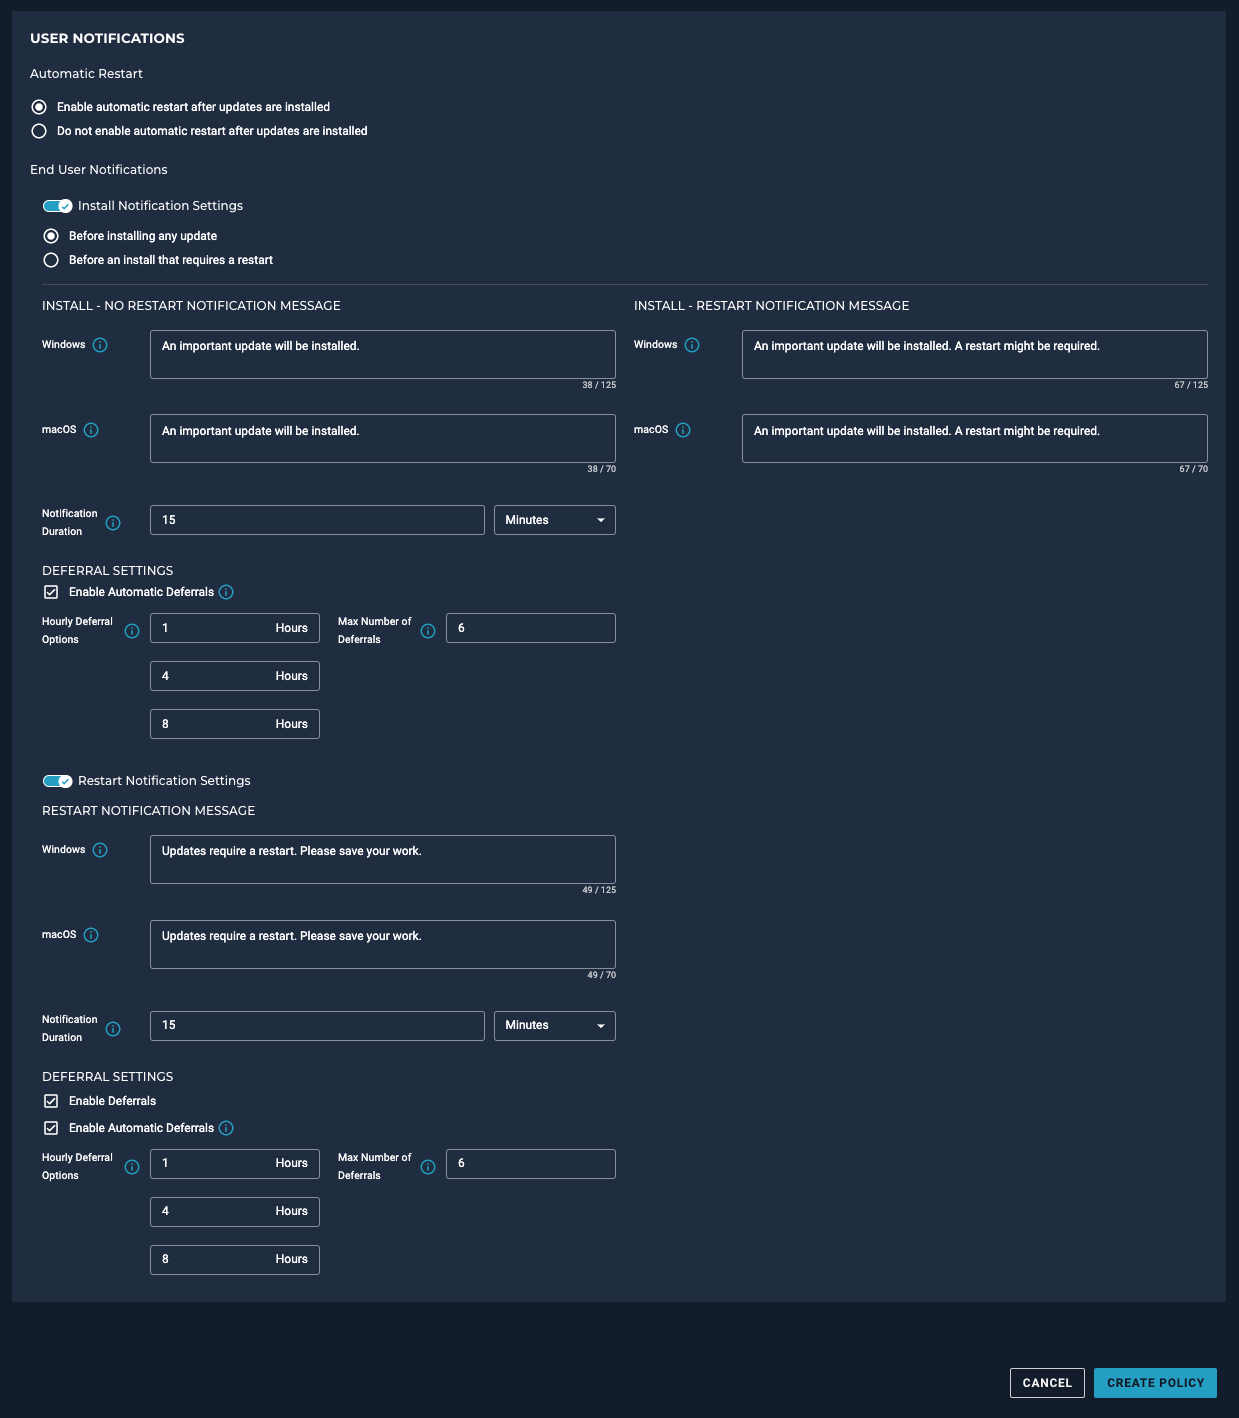 USER NOTIFICATIONS
Automatic Restart
Enable automatic restart after updates are installed
Do not enable automatic restart after updates are installed
End User Notifications
Install Notification Settings
Before installing any update
Before an install that requires a restart
INSTALL - NO RESTART NOTIFICATION MESSAGE
Windows
An important update will be installed.
38 / 125
macOS
An important update will be installed.
38 / 70
INSTALL - RESTART NOTIFICATION MESSAGE
Windows
An important update will be installed. A restart might be required.
67 / 125
macOS
An important update will be installed. A restart might be required.
67 / 70
Notification
Duration
15
Minutes
DEFERRAL SETTINGS
Enable Automatic Deferrals
Hourly Deferral
Options
1 Hours
4 Hours
8 Hours
Max Number of
Deferrals
6
Restart Notification Settings
RESTART NOTIFICATION MESSAGE
Windows
Updates require a restart. Please save your work.
49 / 125
macOS
Updates require a restart. Please save your work.
49 / 70
Notification
Duration
15
Minutes
DEFERRAL SETTINGS
Enable Deferrals
Enable Automatic Deferrals
Hourly Deferral
Options
1 Hours
4 Hours
8 Hours
Max Number of
Deferrals
6
CANCEL
CREATE POLICY